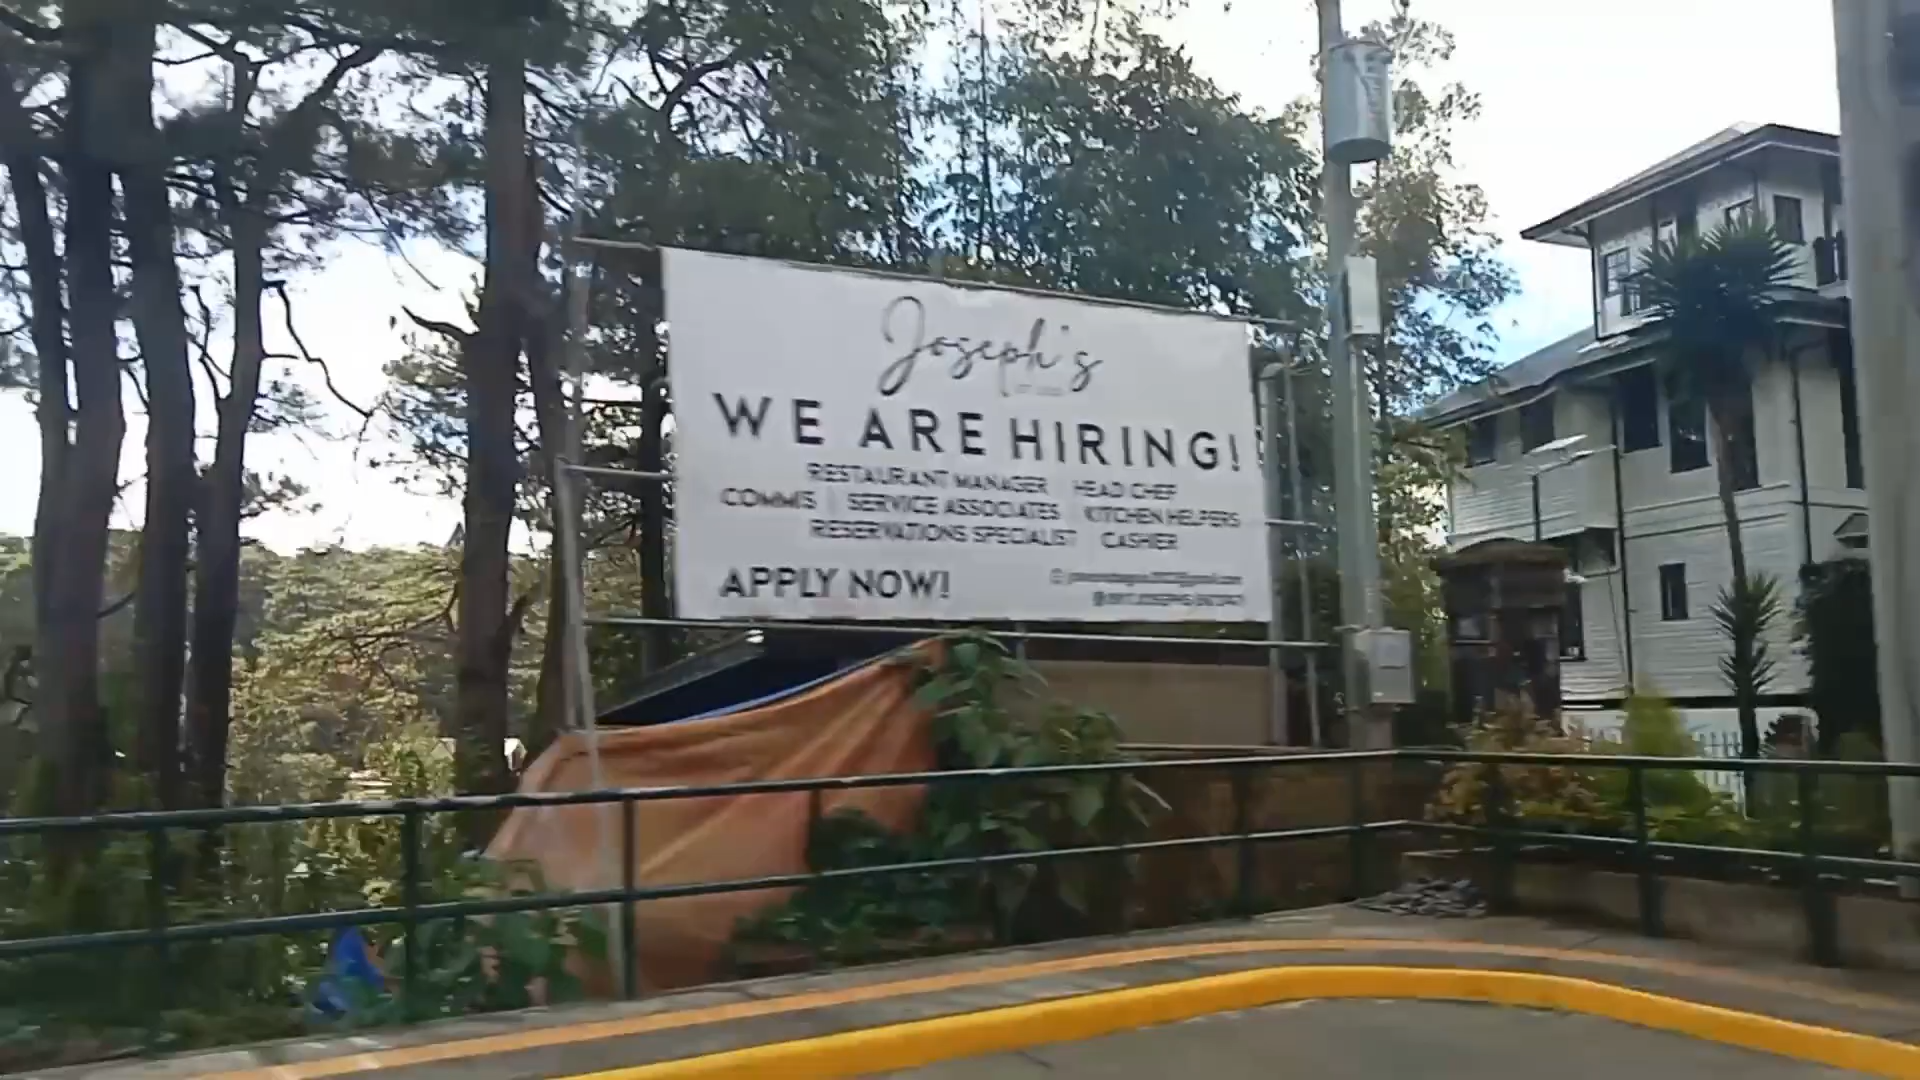 Joseph's
WE ARE HIRING!
RESTAURANT MANAGER HEAD CHEF
COMMIS | SERVICE ASSOCIATES KITCHEN HELPERS
RESERVATIONS SPECIALIST CASHIER
APPLY NOW!